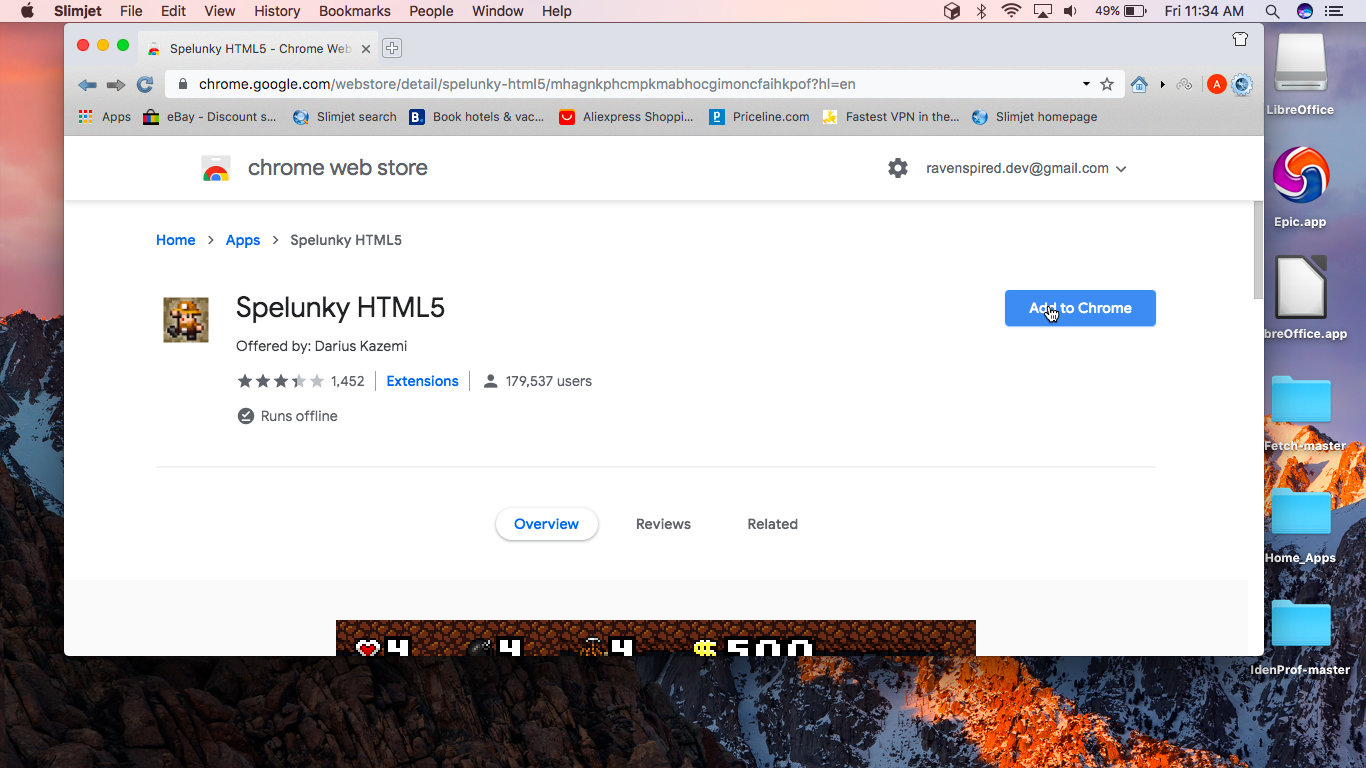 Slimjet File Edit View History Bookmarks People Window Help 49% Fri 11:34 AM
Spelunky HTML5 - Chrome Web
chrome.google.com/webstore/detail/spelunky-html5/mhagnkphcmpkmabhocgimoncfaihkpof?hl=en A
Apps eBay - Discount s... Slimjet search B. Book hotels & vac... Aliexpress Shoppi... P Priceline.com Fastest VPN in the... Slimjet homepage
chrome web store ravenspired.dev@gmail.com
Home > Apps > Spelunky HTML5
Spelunky HTML5
Add to Chrome
Offered by: Darius Kazemi
1,452 Extensions 179,537 users
Runs offline
Overview Reviews Related
4 4 4 $ 500
LibreOffice
Epic.app
breOffice.app
Fetch-master
Home_Apps
IdenProf-master